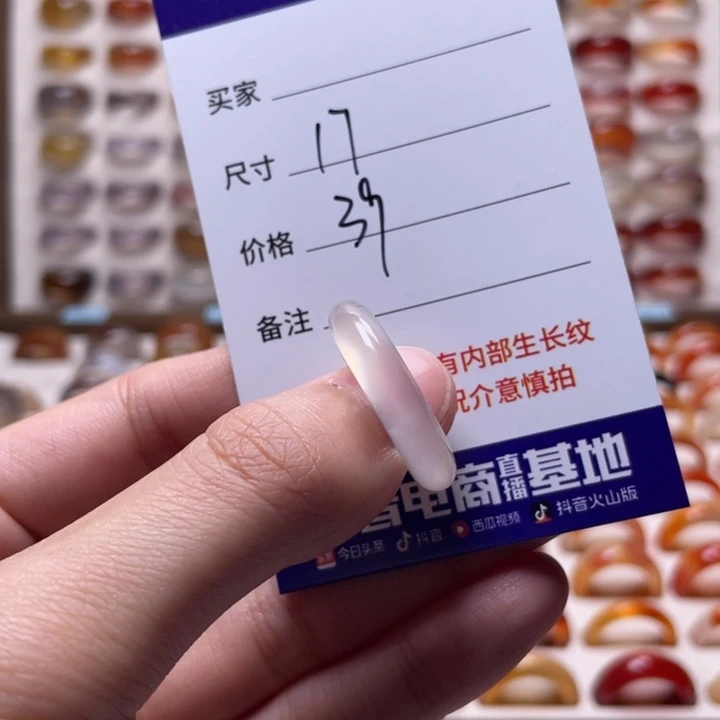 买家
尺寸 17
价格 39
备注
有内部生长纹
况介意慎拍
电商直播基地
今日头条 抖音 西瓜视频 抖音火山版